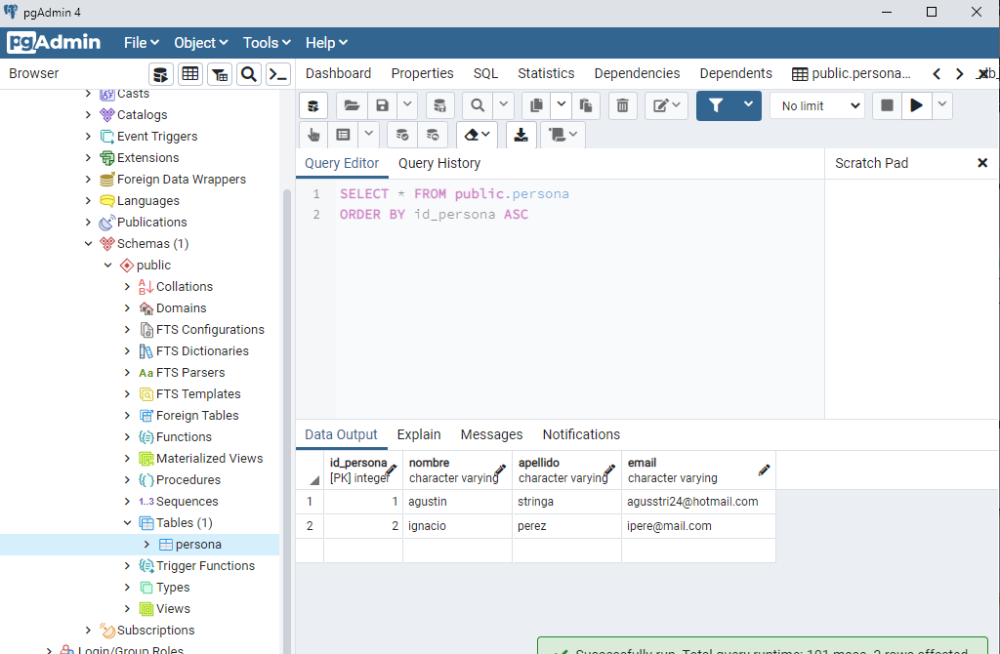 pgAdmin 4
pgAdmin File Object Tools Help
Browser
Dashboard Properties SQL Statistics Dependencies Dependents public.persona...
Casts
Catalogs
Event Triggers
Extensions
Foreign Data Wrappers
Languages
Publications
Schemas (1)
public
Collations
Domains
FTS Configurations
FTS Dictionaries
Aa FTS Parsers
FTS Templates
Foreign Tables
Functions
Materialized Views
Procedures
1..3 Sequences
Tables (1)
persona
Trigger Functions
Types
Views
Subscriptions
Login/Group Roles
No limit
Query Editor Query History
Scratch Pad
1 SELECT * FROM public.persona
2 ORDER BY id_persona ASC
Data Output Explain Messages Notifications
id_persona nombre apellido email
[PK] integer character varying character varying character varying
1 1 agustin stringa agusstri24@hotmail.com
2 2 ignacio perez ipere@mail.com
Successfully run. Total query runtime: 101 msec. 2 rows affected.